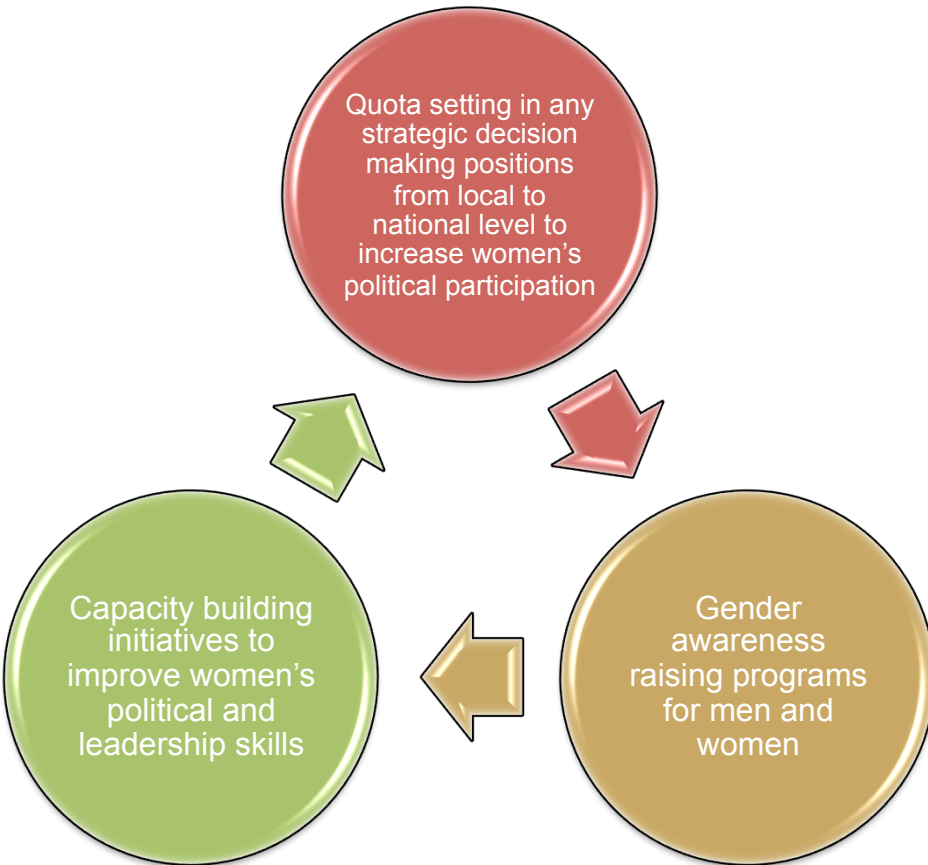 Quota setting in any
strategic decision
making positions
from local to
national level to
increase women’s
political participation
Gender
awareness
raising programs
for men and
women
Capacity building
initiatives to
improve women’s
political and
leadership skills